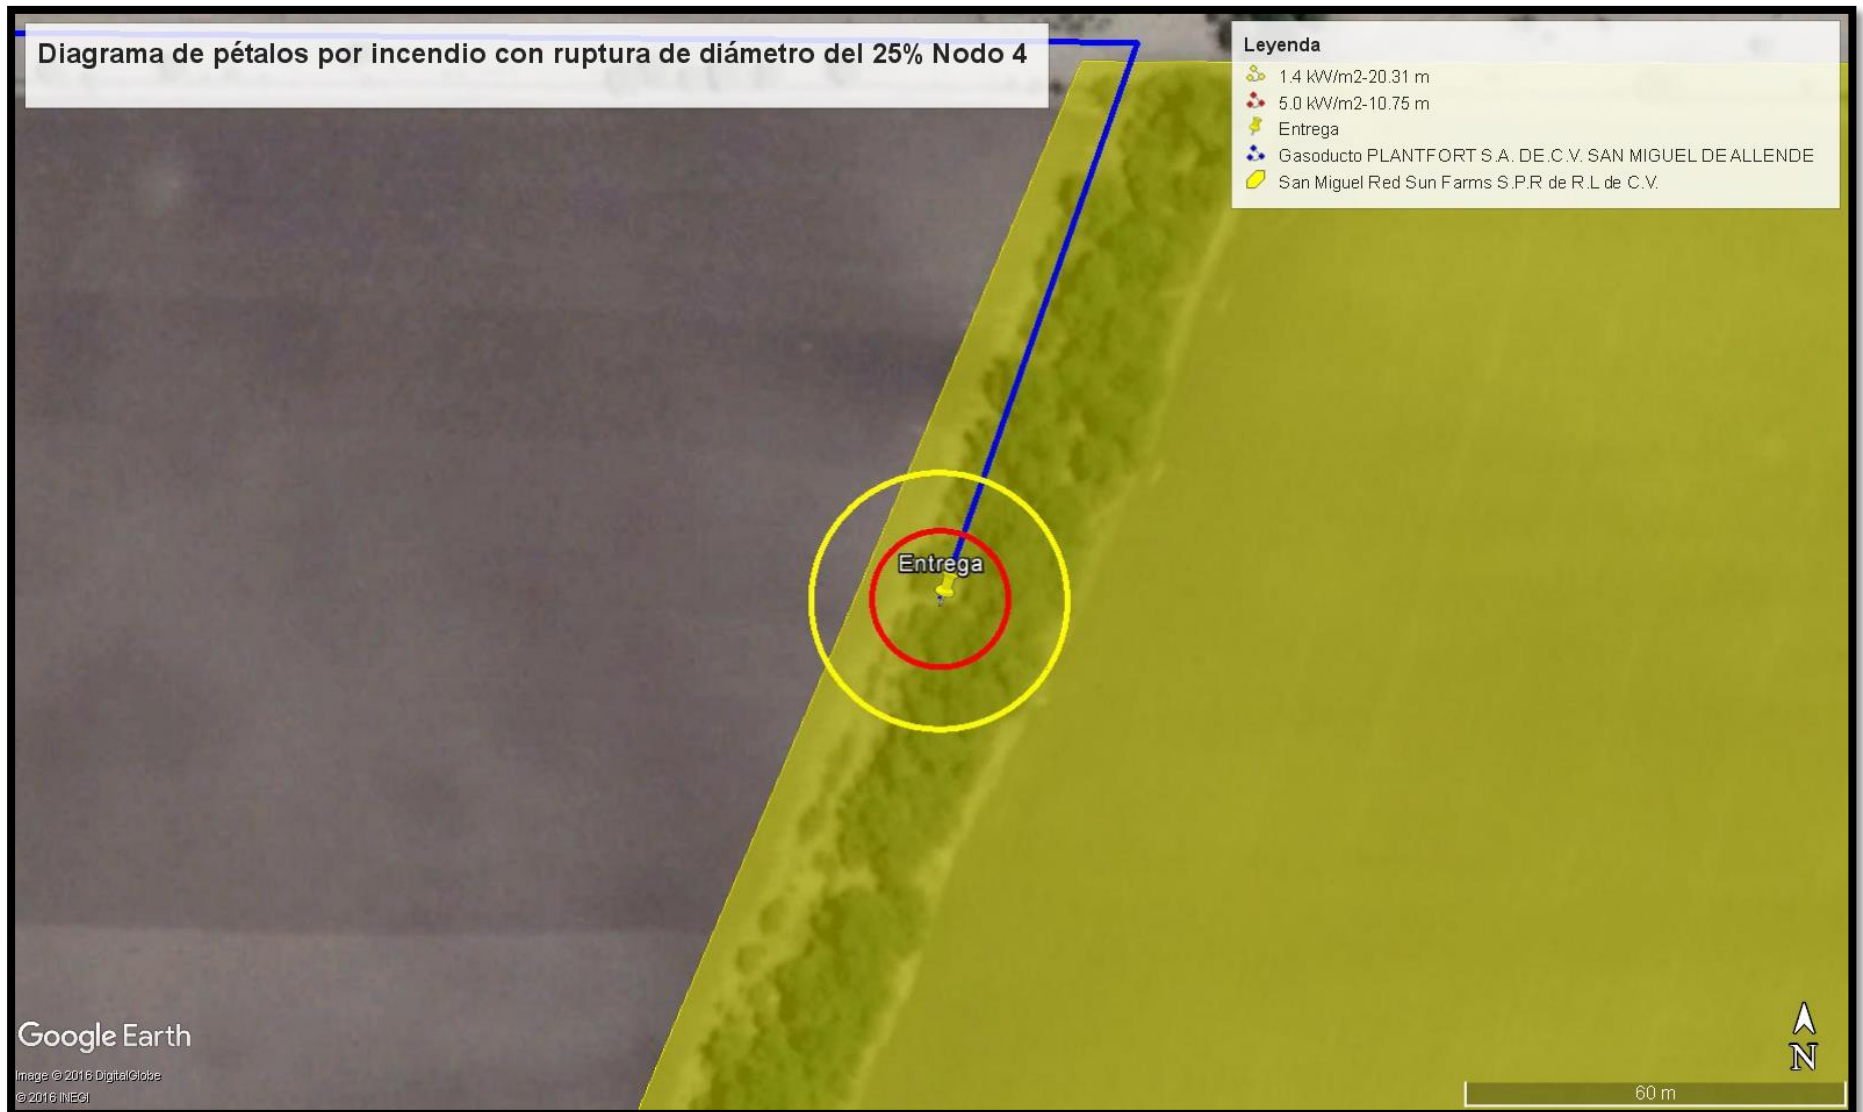 Diagrama de pétalos por incendio con ruptura de diámetro del 25% Nodo 4
Leyenda
1.4 kW/m2-20.31 m
5.0 kW/m2-10.75 m
Entrega
Gasoducto PLANTFORT S.A. DE.C.V. SAN MIGUEL DE ALLENDE
San Miguel Red Sun Farms S.P.R de R.L de C.V.
Entrega
Google Earth
Image © 2016 DigitalGlobe
© 2016 INEGI
N
60 m